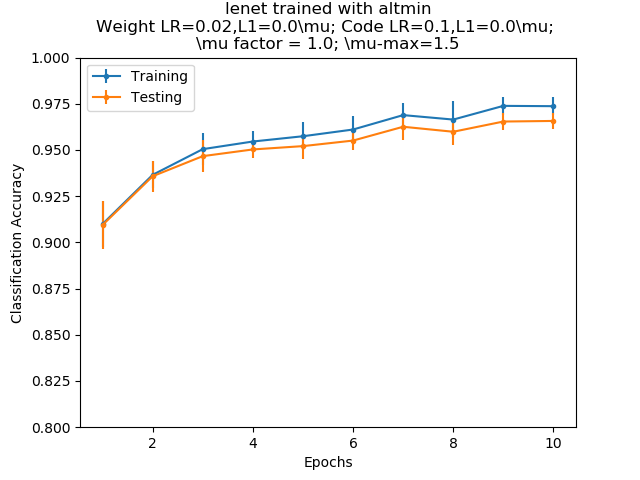 lenet trained with altmin
Weight LR=0.02,L1=0.0\mu; Code LR=0.1,L1=0.0\mu;
\mu factor = 1.0; \mu-max=1.5
Training
Testing
1.000
0.975
0.950
0.925
0.900
0.875
0.850
0.825
0.800
Classification Accuracy
2 4 6 8 10
Epochs